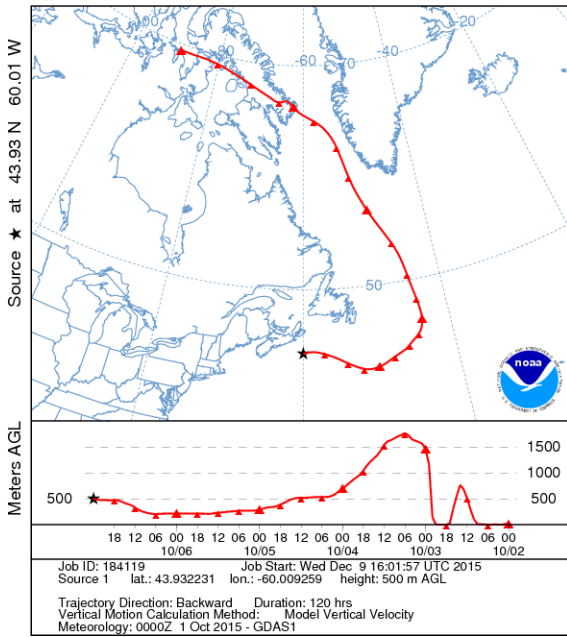 Source ★ at 43.93 N 60.01 W
-100
-80
-60
70
-40
-20
60
50
noaa
Meters AGL
500
1500
1000
500
18 12 06 00 18 12 06 00 18 12 06 00 18 12 06 00 18 12 06 00
10/06 10/05 10/04 10/03 10/02
Job ID: 184119 Job Start: Wed Dec 9 16:01:57 UTC 2015
Source 1 lat.: 43.932231 lon.: -60.009259 height: 500 m AGL
Trajectory Direction: Backward Duration: 120 hrs
Vertical Motion Calculation Method: Model Vertical Velocity
Meteorology: 0000Z 1 Oct 2015 - GDAS1